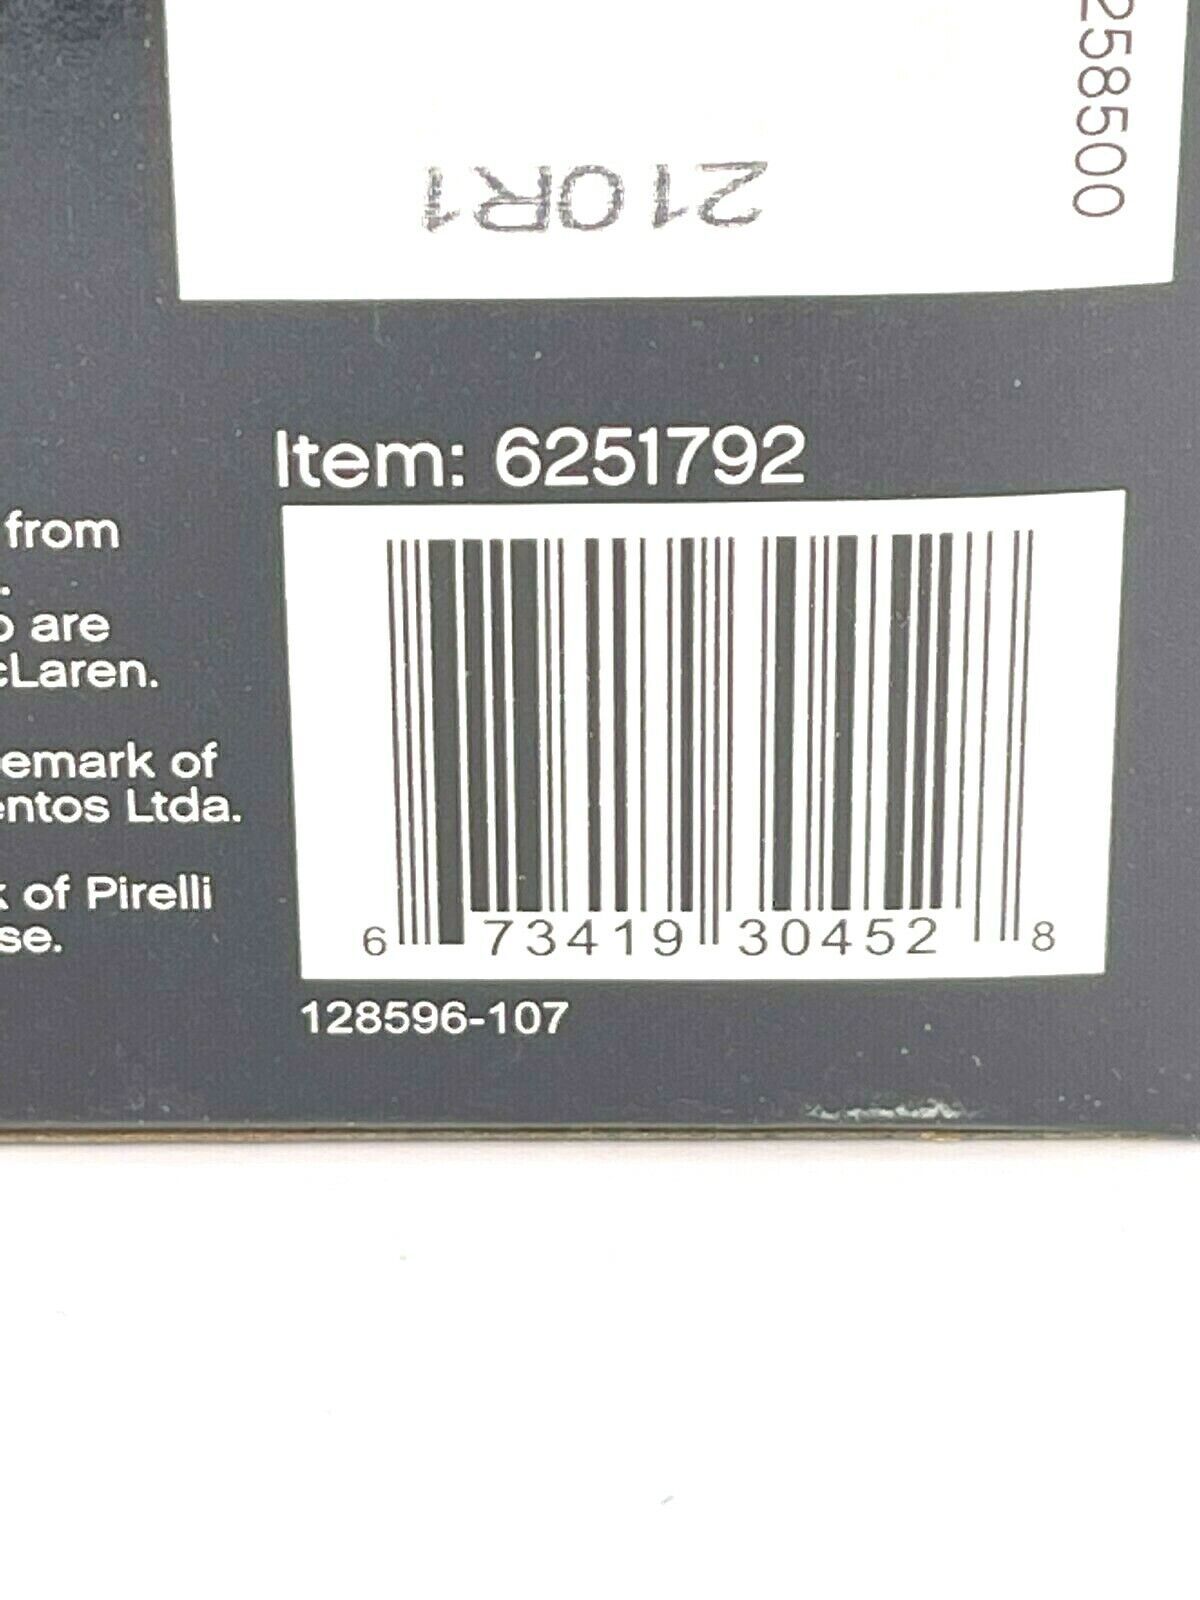 258500
210R1
Item: 6251792
from
.
are
cLaren.
emark of
entos Ltda.
k of Pirelli
se.
6 73419 30452 8
128596-107